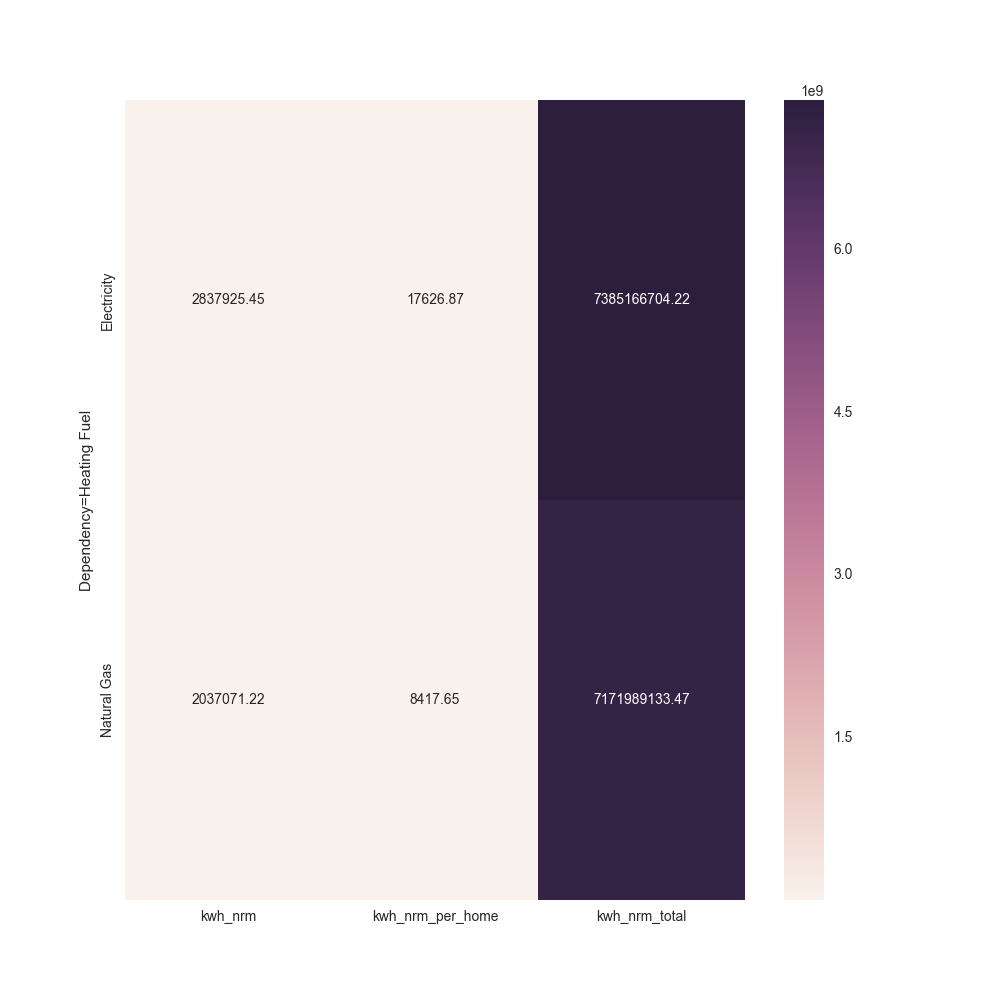 1e9
6.0
4.5
3.0
1.5
Dependency=Heating Fuel
Electricity
2837925.45 17626.87 7385166704.22
Natural Gas
2037071.22 8417.65 7171989133.47
kwh_nrm kwh_nrm_per_home kwh_nrm_total